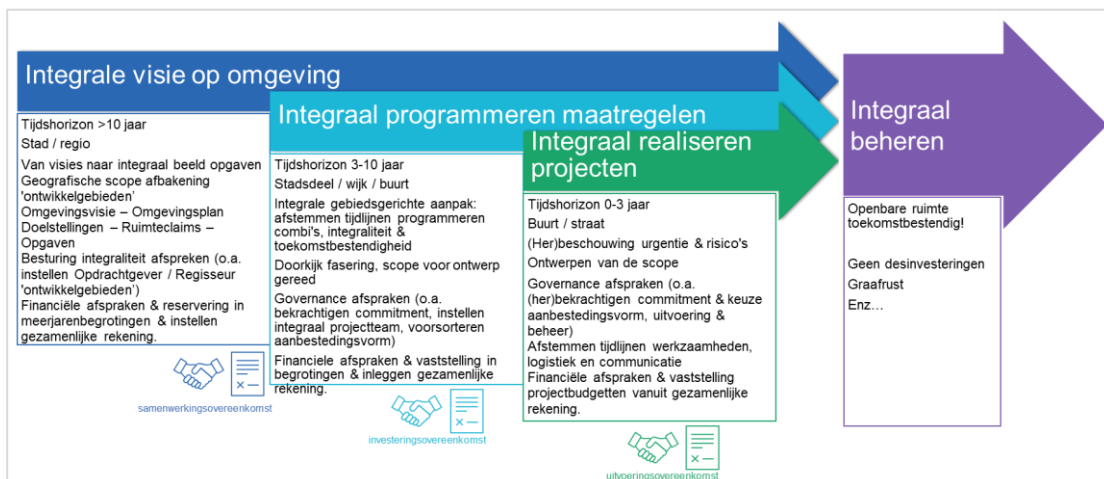 Integrale visie op omgeving
Tijdshorizon >10 jaar
Stad / regio
Van visies naar integraal beeld opgaven
Geografische scope afbakening
'ontwikkelgebieden'
Omgevingsvisie – Omgevingsplan
Doelstellingen – Ruimteclaims –
Opgaven
Besturing integraliteit afspreken (o.a.
instellen Opdrachtgever / Regisseur
'ontwikkelgebieden')
Financiële afspraken & reservering in
meerjarenbegrotingen & instellen
gezamenlijke rekening.
samenwerkingsovereenkomst
Integraal programmeren maatregelen
Tijdshorizon 3-10 jaar
Stadsdeel / wijk / buurt
Integrale gebiedsgerichte aanpak:
afstemmen tijdlijnen programmeren
combi's, integraliteit &
toekomstbestendigheid
Doorkijk fasering, scope voor ontwerp
gereed
Governance afspraken (o.a.
bekrachtigen commitment, instellen
integraal projectteam, voorsorteren
aanbestedingsvorm)
Financiele afspraken & vaststelling in
begrotingen & inleggen gezamenlijke
rekening.
investeringsovereenkomst
Integraal realiseren
projecten
Tijdshorizon 0-3 jaar
Buurt / straat
(Her)beschouwing urgentie & risico's
Ontwerpen van de scope
Governance afspraken (o.a.
(her)bekrachtigen commitment & keuze
aanbestedingsvorm, uitvoering &
beheer)
Afstemmen tijdlijnen werkzaamheden,
logistiek en communicatie
Financiële afspraken & vaststelling
projectbudgetten vanuit gezamenlijke
rekening.
uitvoeringsovereenkomst
Integraal
beheren
Openbare ruimte
toekomstbestendig!
Geen desinvesteringen
Graafrust
Enz…